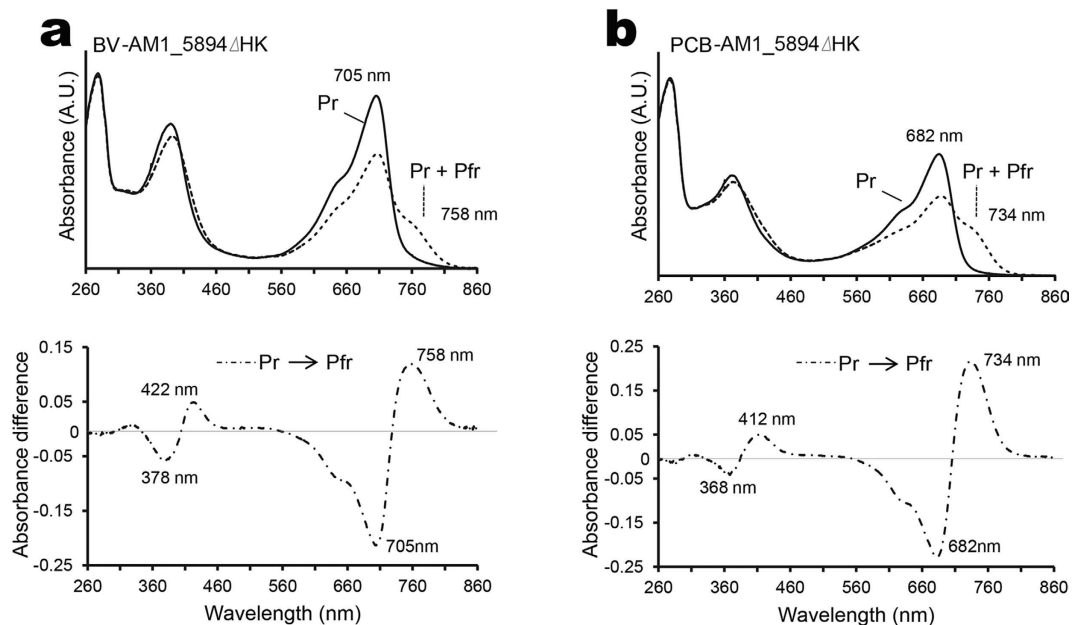 a
BV-AM1_5894ΔHK
Absorbance (A.U.)
705 nm
Pr
Pr + Pfr
758 nm
260 360 460 560 660 760 860
0.15
0.05
0
-0.05
-0.15
-0.25
Absorbance difference
Pr → Pfr
758 nm
422 nm
378 nm
705nm
260 360 460 560 660 760 860
Wavelength (nm)
b
PCB-AM1_5894ΔHK
Absorbance (A.U.)
682 nm
Pr
Pr + Pfr
734 nm
260 360 460 560 660 760 860
0.25
0.15
0.05
0
-0.05
-0.15
-0.25
Absorbance difference
Pr → Pfr
734 nm
412 nm
368 nm
682nm
260 360 460 560 660 760 860
Wavelength (nm)